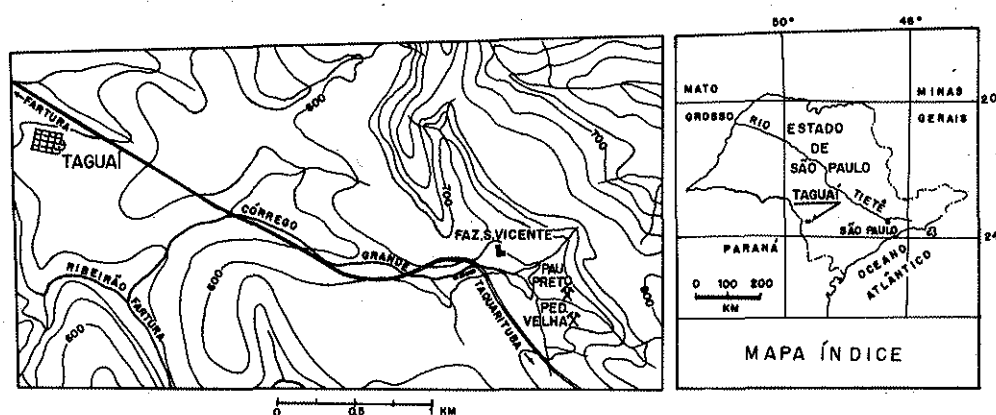 ← FARTURA
TAGUAÍ
600
700
700
CÓRREGO
GRANDE
FAZ. S. VICENTE
PAU
PRETO
PED.
VELHA
TAGUARITUBA
RIBEIRÃO
FARTURA
600
600
800
0 0.5 1 KM
50° 46°
MATO
GROSSO
MINAS
GERAIS
20
RIO
TIETÊ
ESTADO
DE
SÃO PAULO
TAGUAÍ
SÃO PAULO
24
PARANÁ
OCEANO
ATLÂNTICO
0 100 200
KM
MAPA ÍNDICE